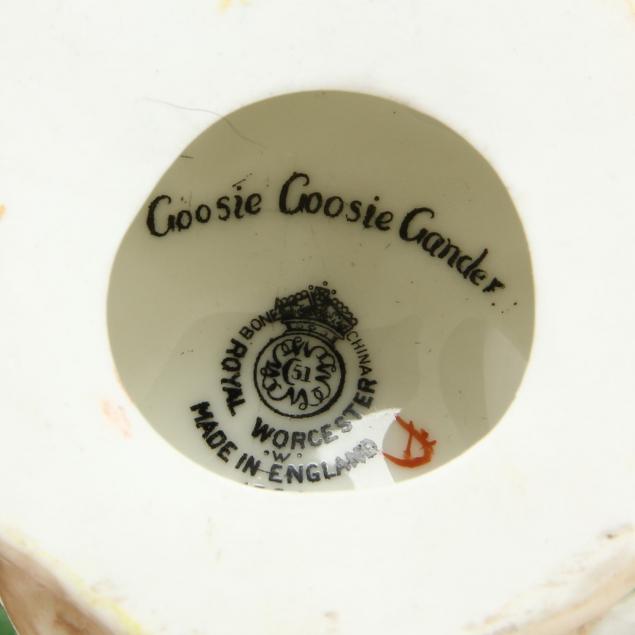 Goosie Goosie Gander.
BONE CHINA
51
ROYAL WORCESTER
W
MADE IN ENGLAND